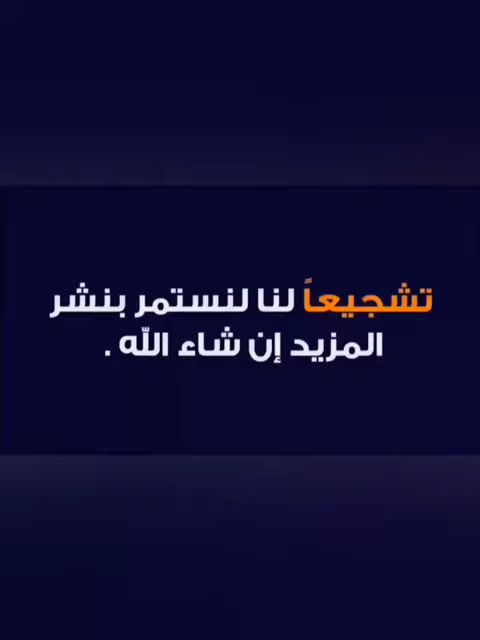 تشجيعاً لنا لنستمر بنشر
المزيد إن شاء الله .